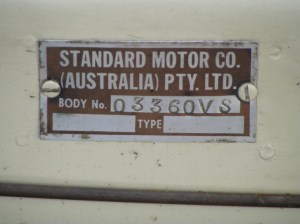 STANDARD MOTOR CO.
(AUSTRALIA) PTY. LTD.
BODY No. 03360VS
TYPE